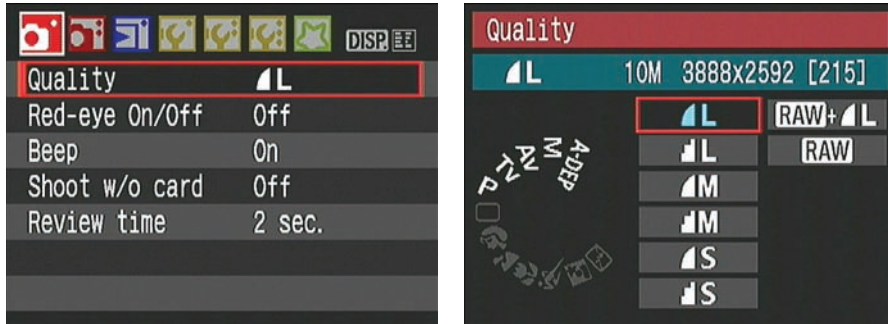 DISP.
Quality L
Red-eye On/Off Off
Beep On
Shoot w/o card Off
Review time 2 sec.
Quality
L 10M 3888x2592 [215]
L RAW+ L
L RAW
M
M
S
S
P TV AV M A-DEP